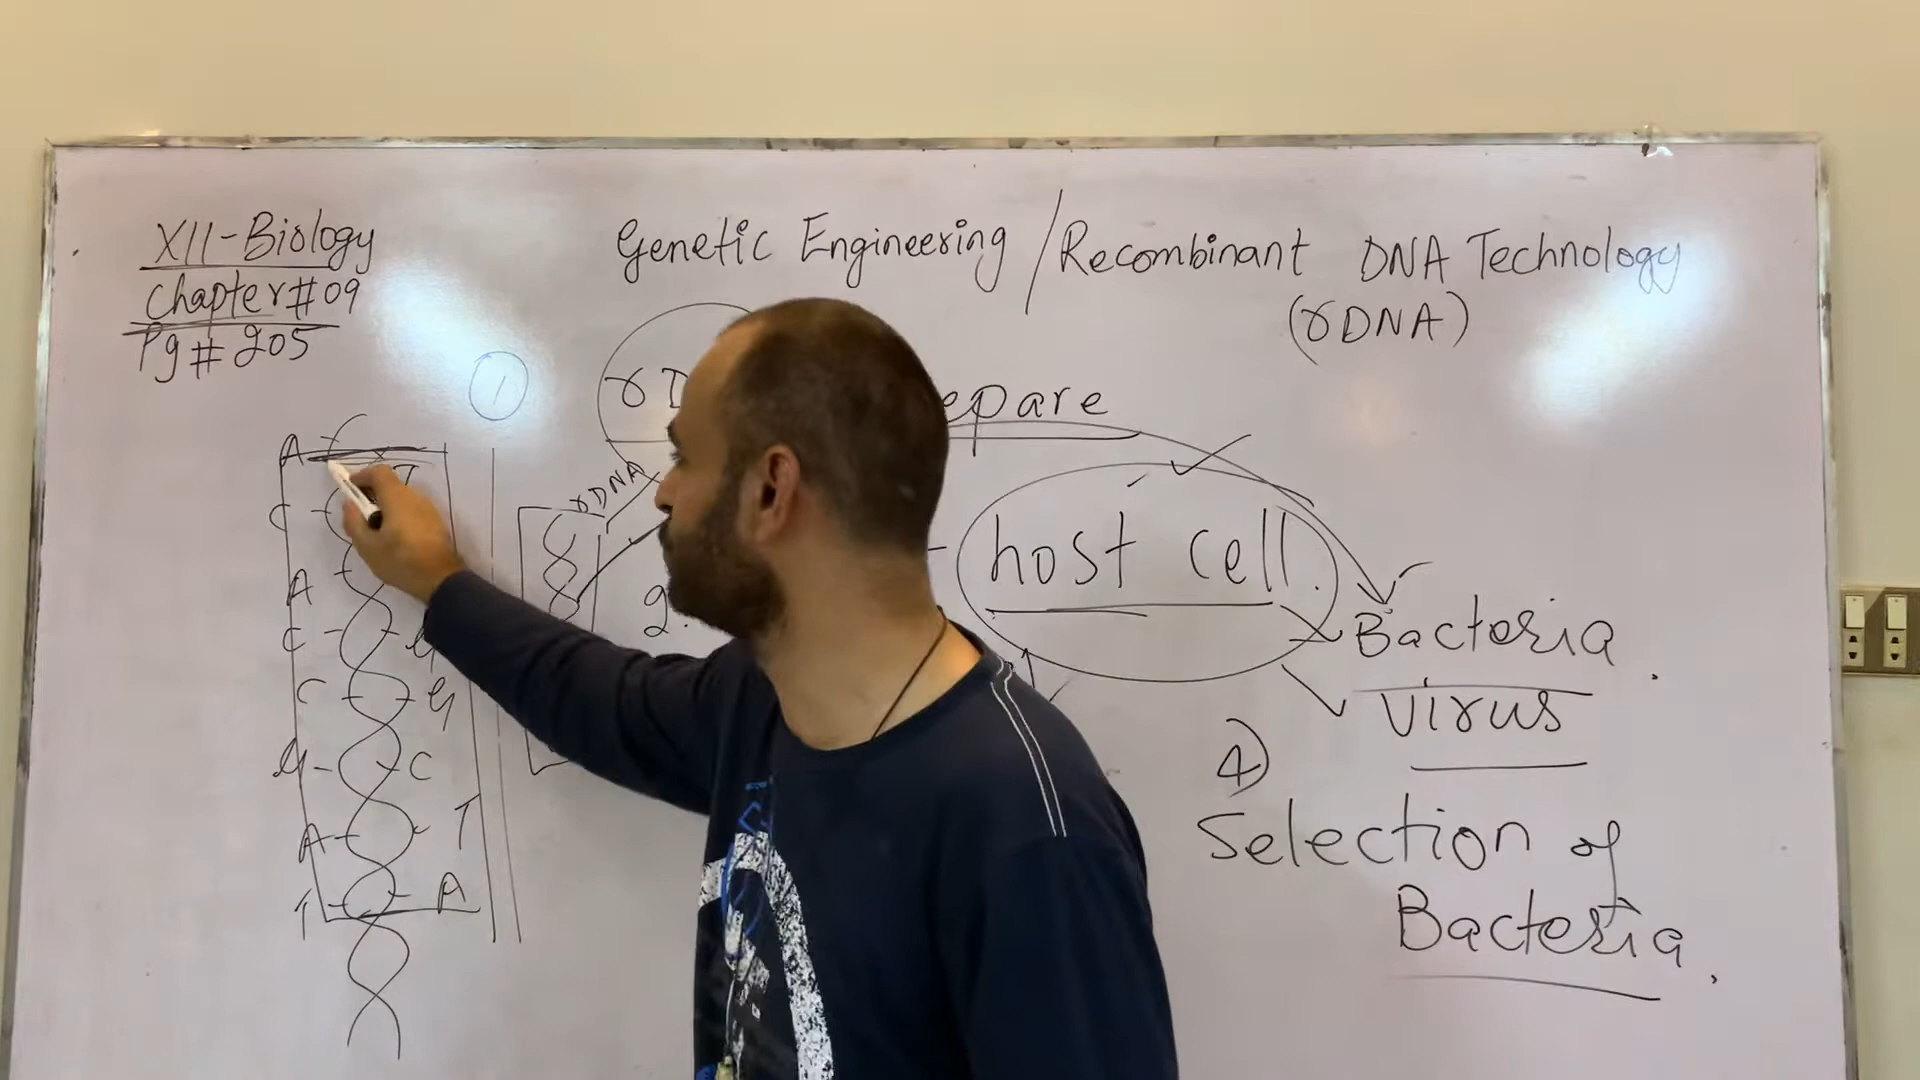 XII-Biology
Chapter#09
Pg# 205
Genetic Engineering/Recombinant DNA Technology
(rDNA)
1
rDNA
2.
host cell
Bacteria
Virus
4)
Selection of
Bacteria
A
T
C
A
C
C G
G C
A T
T A